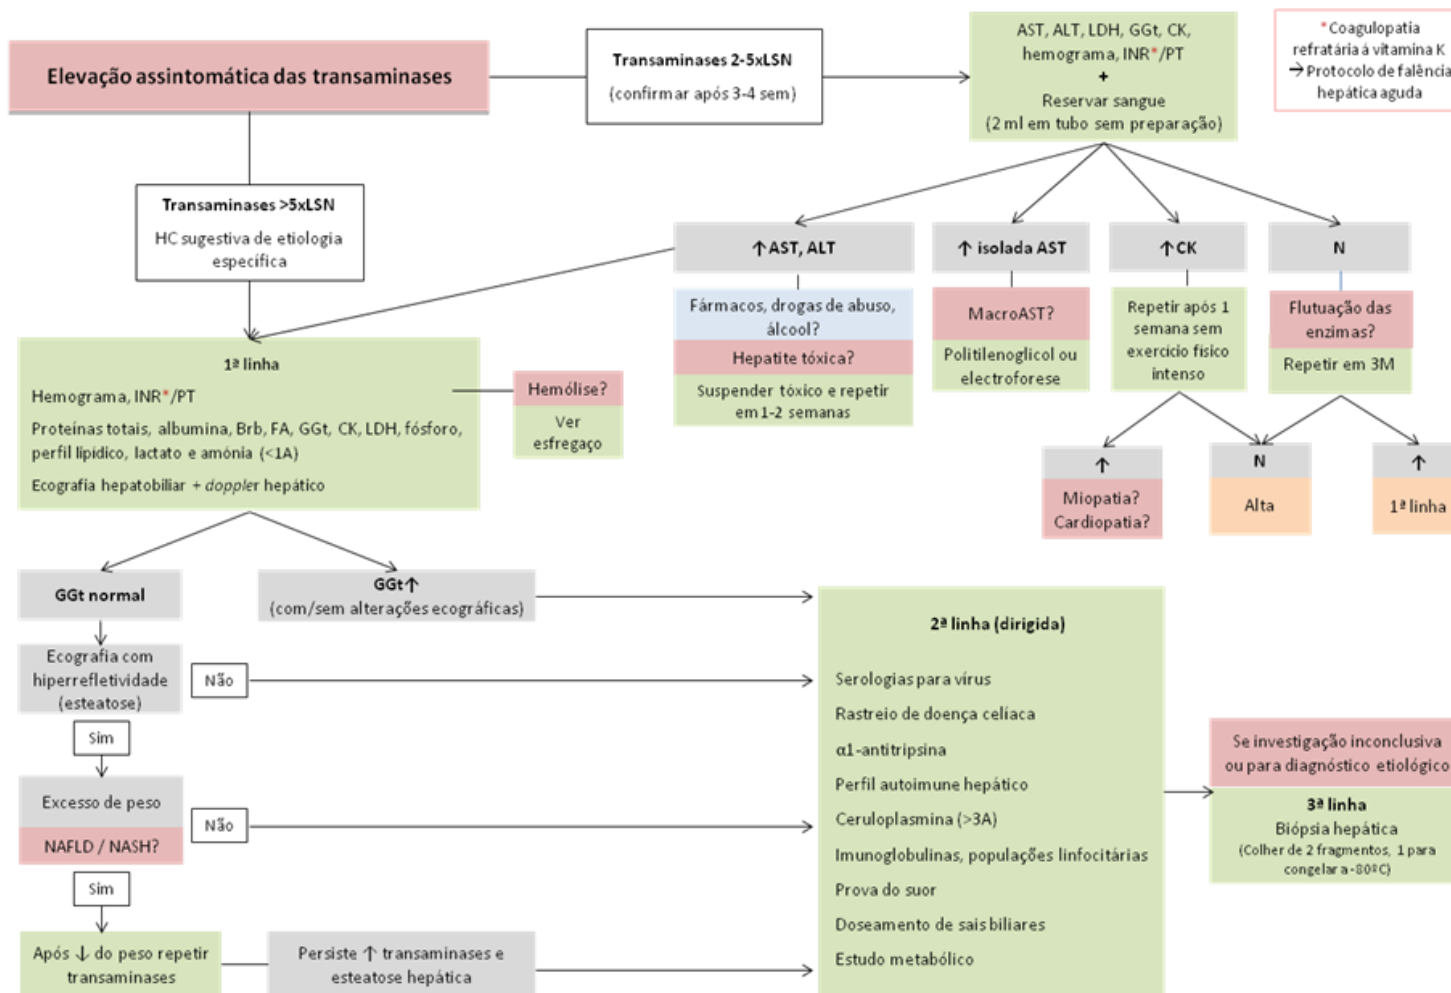 Elevação assintomática das transaminases
Transaminases 2-5xLSN
(confirmar após 3-4 sem)
AST, ALT, LDH, GGt, CK,
hemograma, INR*/PT
+
Reservar sangue
(2 ml em tubo sem preparação)
*Coagulopatia
refratária á vitamina K
→Protocolo de falência
hepática aguda
Transaminases >5xLSN
HC sugestiva de etiologia
específica
↑AST, ALT
Fármacos, drogas de abuso,
álcool?
Hepatite tóxica?
Suspender tóxico e repetir
em 1-2 semanas
↑ isolada AST
MacroAST?
Politilenoglicol ou
electroforese
↑CK
Repetir após 1
semana sem
exercício físico
intenso
N
Flutuação das
enzimas?
Repetir em 3M
↑
Miopatia?
Cardiopatia?
N
Alta
↑
1ª linha
1ª linha
Hemograma, INR*/PT
Proteínas totais, albumina, Brb, FA, GGt, CK, LDH, fósforo,
perfil lipídico, lactato e amónia (<1A)
Ecografia hepatobiliar + doppler hepático
Hemólise?
Ver
esfregaço
GGt normal
GGt↑
(com/sem alterações ecográficas)
Ecografia com
hiperrefletividade
(esteatose)
Não
Sim
Excesso de peso
NAFLD / NASH?
Não
Sim
Após ↓ do peso repetir
transaminases
Persiste ↑ transaminases e
esteatose hepática
2ª linha (dirigida)
Serologias para vírus
Rastreio de doença celíaca
α1-antitripsina
Perfil autoimune hepático
Ceruloplasmina (>3A)
Imunoglobulinas, populações linfocitárias
Prova do suor
Doseamento de sais biliares
Estudo metabólico
Se investigação inconclusiva
ou para diagnóstico etiológico
3ª linha
Biópsia hepática
(Colher de 2 fragmentos, 1 para
congelar a -80ºC)